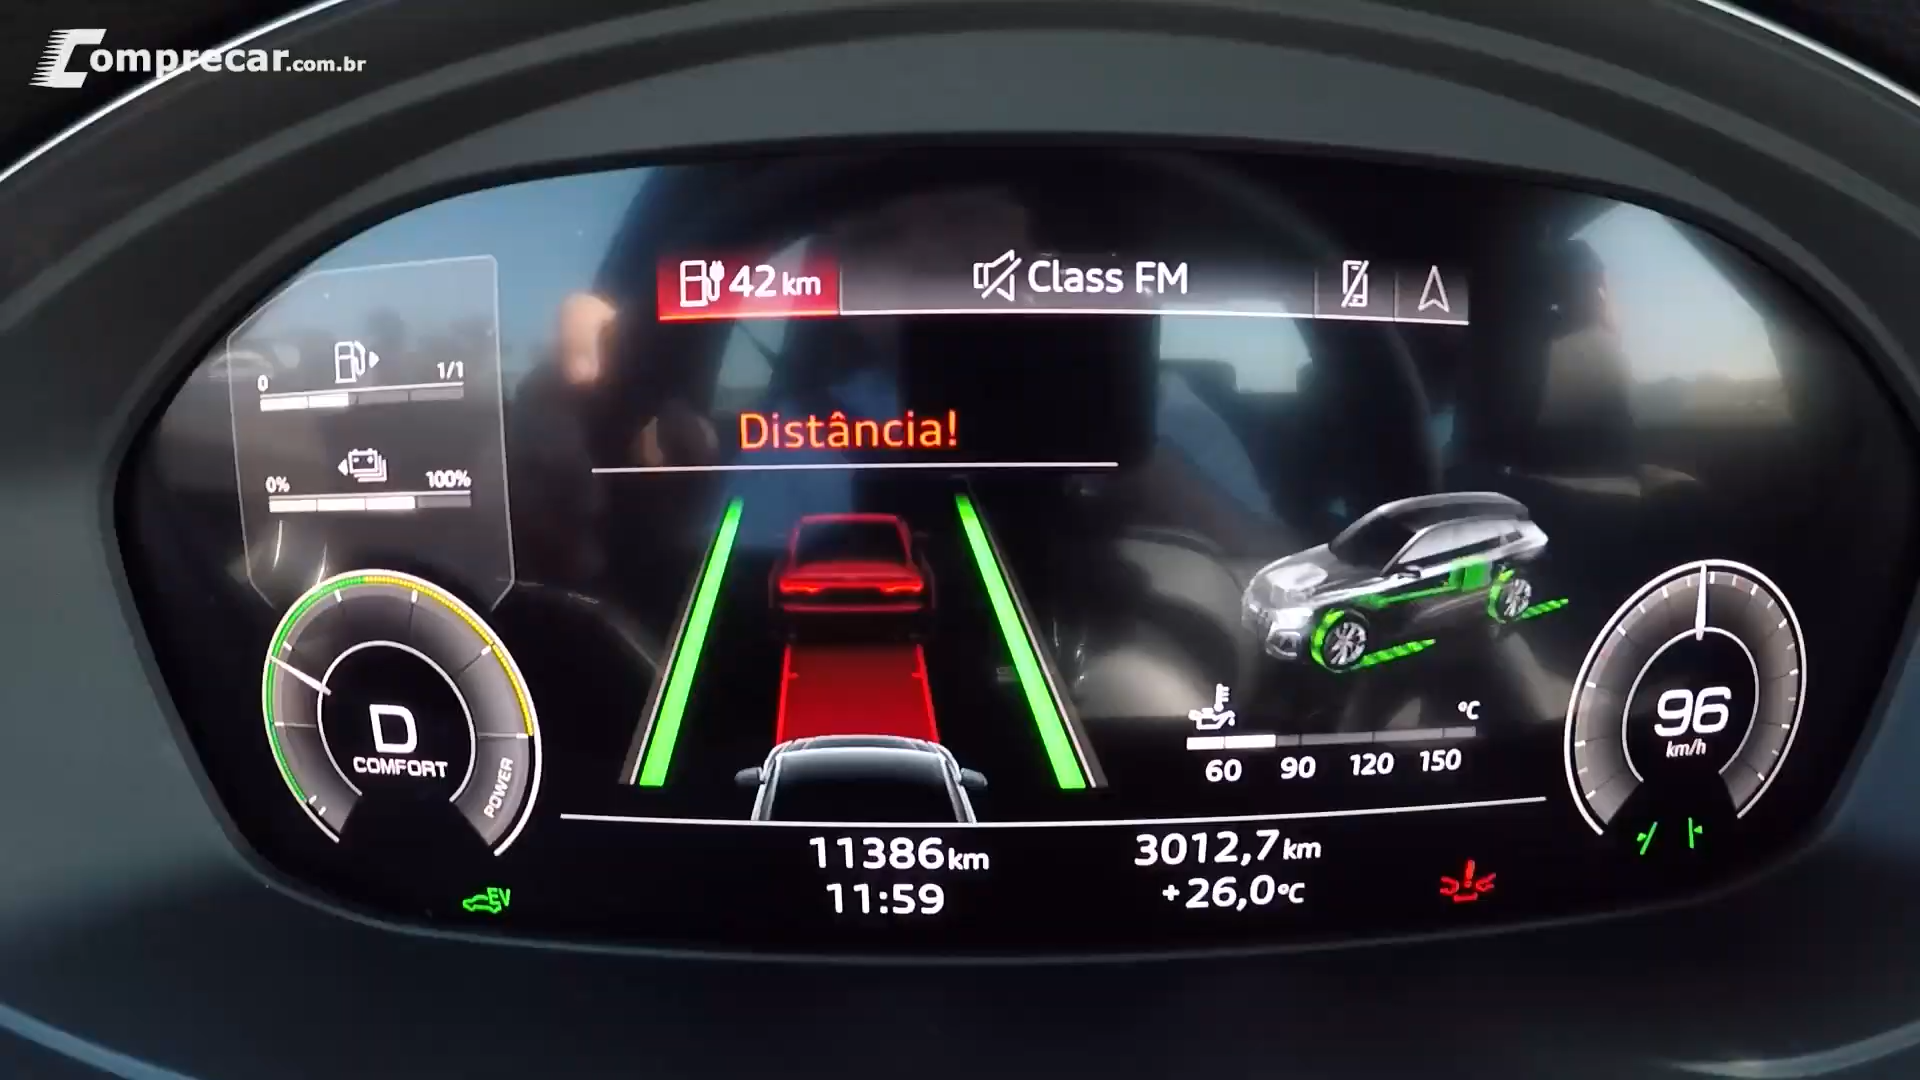 Comprecar.com.br
42 km
Class FM
0 1/1
Distância!
0% 100%
D
COMFORT
POWER
°C
60 90 120 150
96
km/h
11386 km
3012,7 km
11:59
+26,0°C
EV